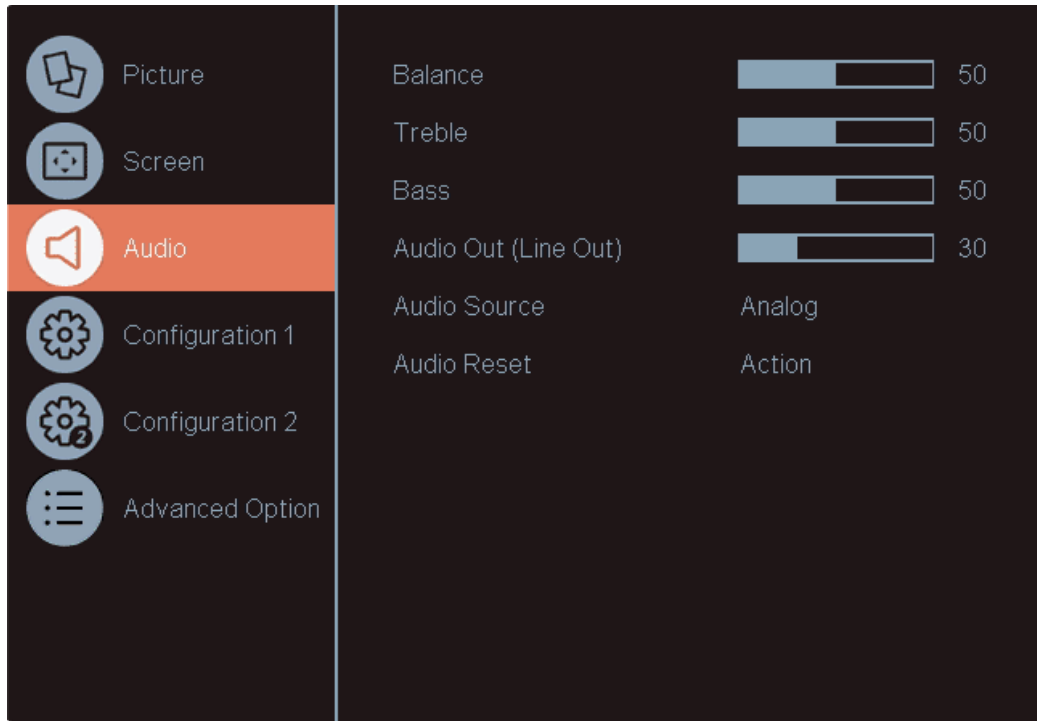 Picture
Screen
Audio
Configuration 1
Configuration 2
2
Advanced Option
Balance 50
Treble 50
Bass 50
Audio Out (Line Out) 30
Audio Source Analog
Audio Reset Action